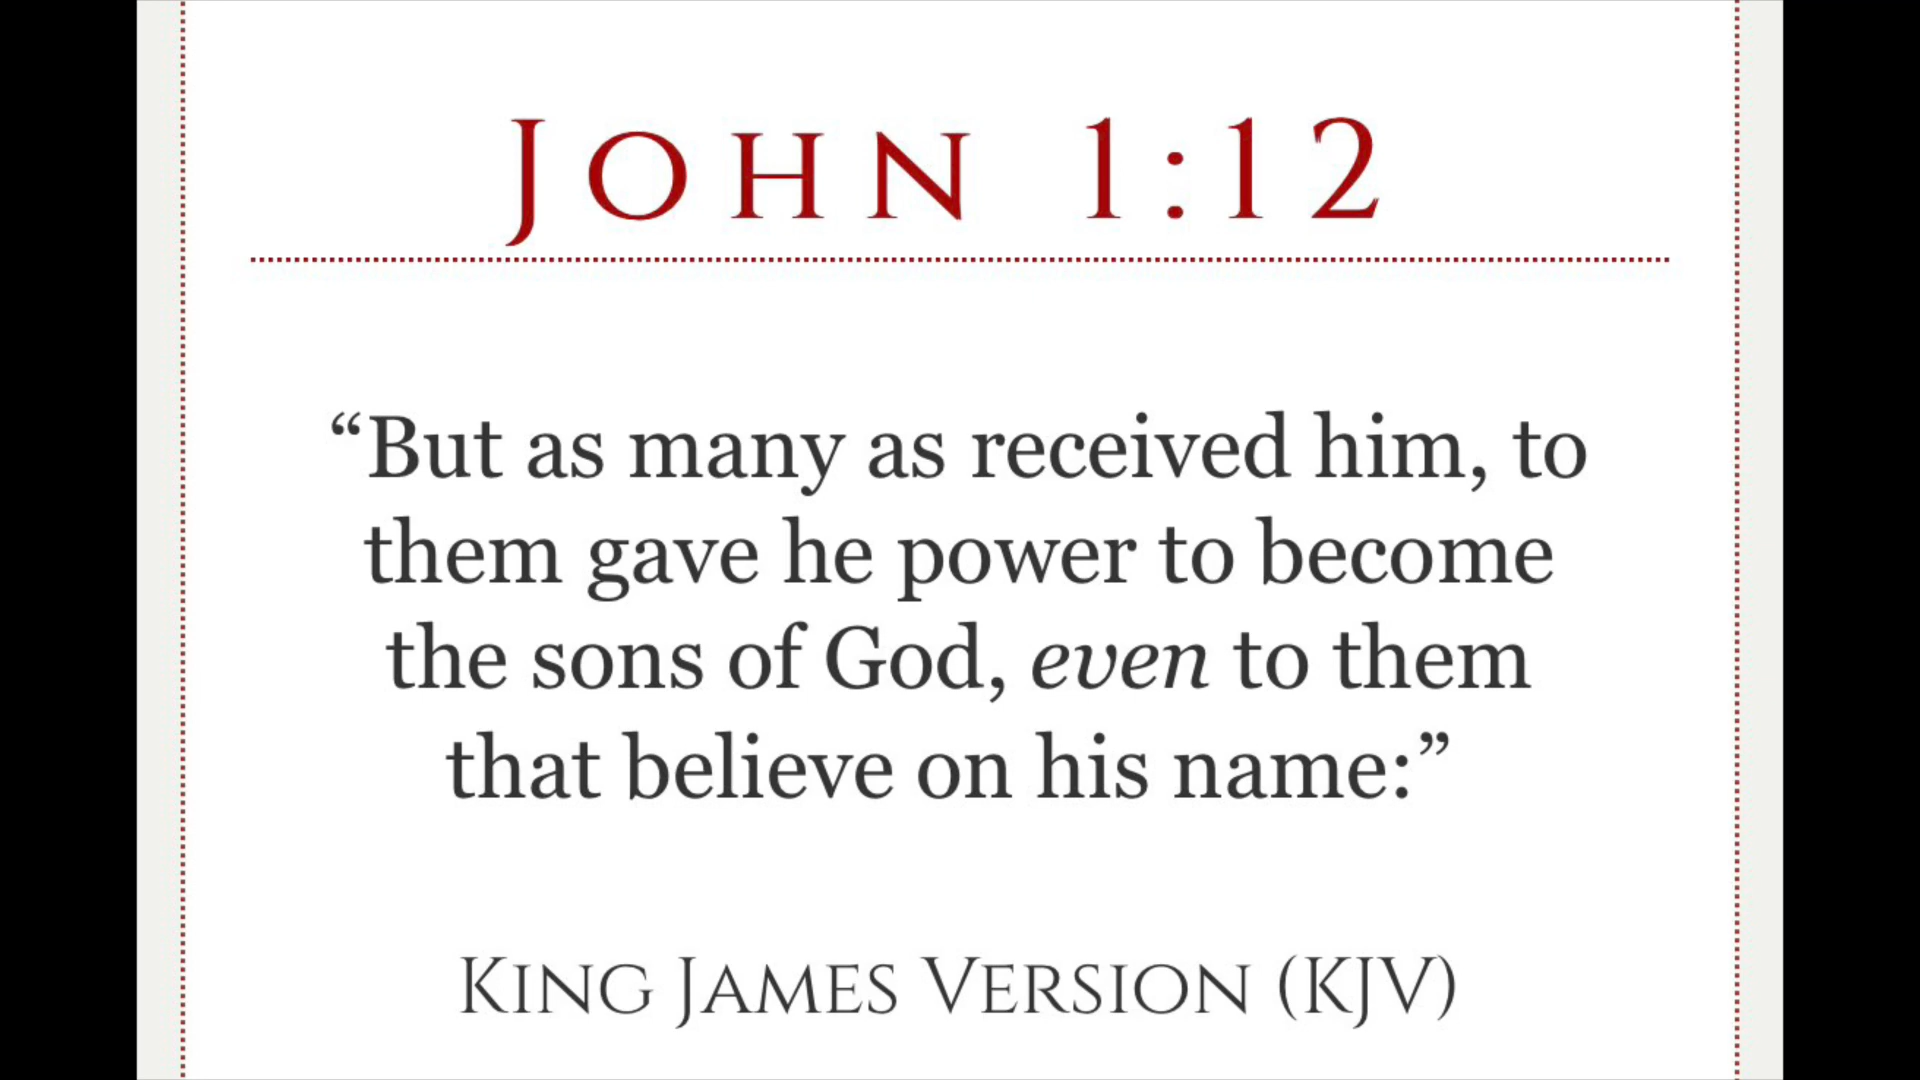 John 1:12
“But as many as received him, to
them gave he power to become
the sons of God, even to them
that believe on his name:”
King James Version (KJV)